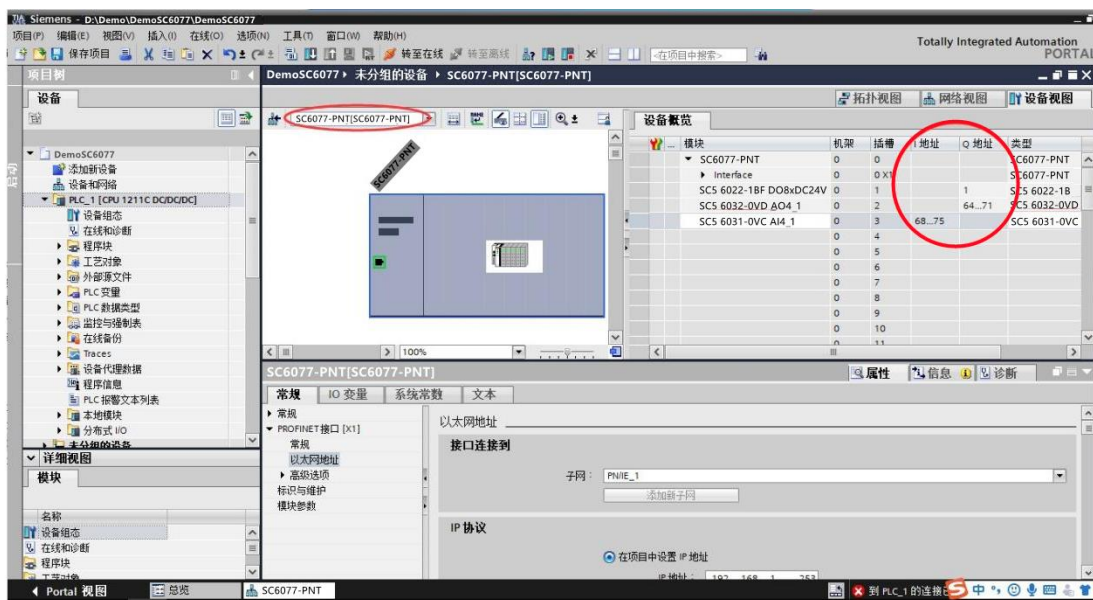 Siemens - D:\Demo\DemoSC6077\DemoSC6077
项目(P) 编辑(E) 视图(V) 插入(I) 在线(O) 选项(N) 工具(T) 窗口(W) 帮助(H)
Totally Integrated Automation
PORTAL
保存项目 转至在线 转至离线 <在项目中搜索>
项目树
DemoSC6077 未分组的设备 SC6077-PNT[SC6077-PNT]
设备
拓扑视图 网络视图 设备视图
SC6077-PNT[SC6077-PNT]
设备概览
模块 机架 插槽 I 地址 Q 地址 类型
SC6077-PNT 0 0 SC6077-PNT
Interface 0 0 X1 SC6077-PNT
SC5 6022-1BF DO8xDC24V 0 1 1 SC5 6022-1B
SC5 6032-0VD AO4_1 0 2 64...71 SC5 6032-0VD
SC5 6031-0VC AI4_1 0 3 68...75 SC5 6031-0VC
0 4
0 5
0 6
0 7
0 8
0 9
0 10
0 11
SC6077-PNT
100%
DemoSC6077
添加新设备
设备和网络
PLC_1 [CPU 1211C DC/DC/DC]
设备组态
在线和诊断
程序块
工艺对象
外部源文件
PLC 变量
PLC 数据类型
监控与强制表
在线备份
Traces
设备代理数据
程序信息
PLC 报警文本列表
本地模块
分布式 I/O
未分组的设备
详细视图
模块
名称
设备组态
在线和诊断
程序块
工艺对象
SC6077-PNT[SC6077-PNT]
属性 信息 诊断
常规 IO 变量 系统常数 文本
常规
PROFINET接口 [X1]
常规
以太网地址
高级选项
标识与维护
模块参数
以太网地址
接口连接到
子网: PN/IE_1
添加新子网
IP 协议
在项目中设置 IP 地址
IP 地址: 192 . 168 . 1 . 253
Portal 视图 总览 SC6077-PNT 到 PLC_1 的连接已 中